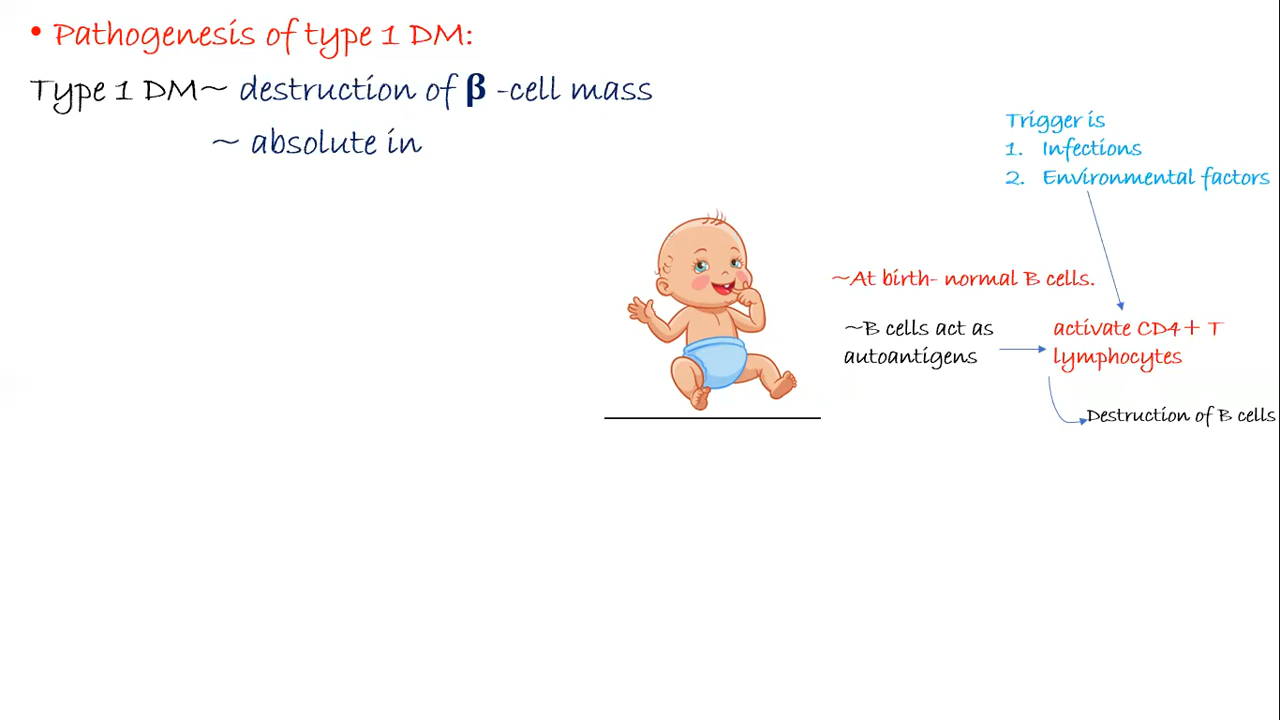 • Pathogenesis of type 1 DM:
Type 1 DM~ destruction of β -cell mass
~ absolute in
Trigger is
1. Infections
2. Environmental factors
~At birth- normal B cells.
~B cells act as
autoantigens
activate CD4+ T
lymphocytes
Destruction of B cells